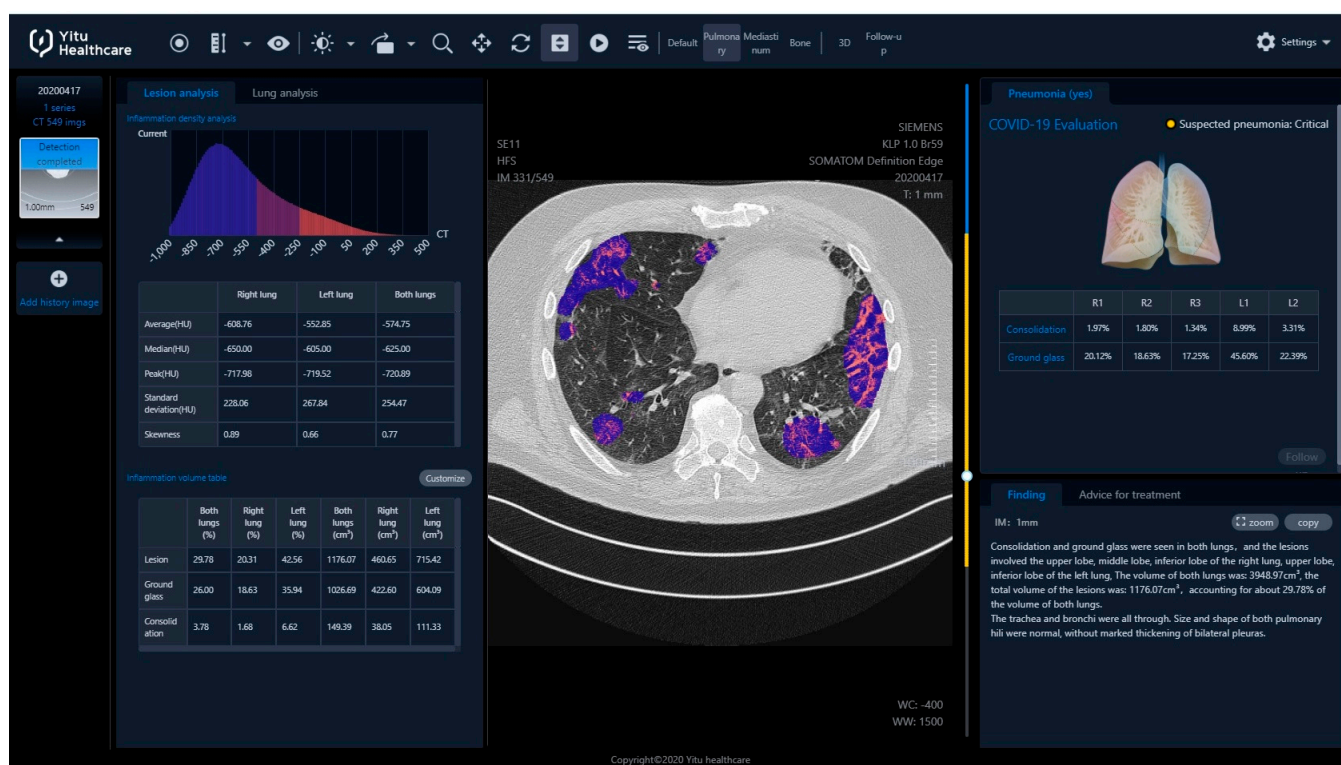 Yitu
Healthcare
Default
Pulmona
ry
Mediasti
num
Bone
3D
Follow-u
p
Settings
20200417
1 series
CT 549 imgs
Detection
completed
1.00mm 549
Add history image
Lesion analysis Lung analysis
Inflammation density analysis
Current
-1,000 -850 -700 -550 -400 -250 -100 50 200 350 500 CT
Right lung Left lung Both lungs
Average(HU) -608.76 -552.85 -574.75
Median(HU) -650.00 -605.00 -625.00
Peak(HU) -717.98 -719.52 -720.89
Standard
deviation(HU) 228.06 267.84 254.47
Skewness 0.89 0.66 0.77
Inflammation volume table
Customize
Both
lungs
(%)
Right
lung
(%)
Left
lung
(%)
Both
lungs
(cm³)
Right
lung
(cm³)
Left
lung
(cm³)
Lesion 29.78 20.31 42.56 1176.07 460.65 715.42
Ground
glass 26.00 18.63 35.94 1026.69 422.60 604.09
Consolid
ation 3.78 1.68 6.62 149.39 38.05 111.33
SE11
HFS
IM 331/549
SIEMENS
KLP 1.0 Br59
SOMATOM Definition Edge
20200417
T: 1 mm
WC: -400
WW: 1500
Pneumonia (yes)
COVID-19 Evaluation
Suspected pneumonia: Critical
R1 R2 R3 L1 L2
Consolidation 1.97% 1.80% 1.34% 8.99% 3.31%
Ground glass 20.12% 18.63% 17.25% 45.60% 22.39%
Follow
Finding Advice for treatment
IM: 1mm
zoom copy
Consolidation and ground glass were seen in both lungs, and the lesions
involved the upper lobe, middle lobe, inferior lobe of the right lung, upper lobe,
inferior lobe of the left lung, The volume of both lungs was: 3948.97cm³, the
total volume of the lesions was: 1176.07cm³, accounting for about 29.78% of
the volume of both lungs.
The trachea and bronchi were all through. Size and shape of both pulmonary
hili were normal, without marked thickening of bilateral pleuras.
Copyright©2020 Yitu healthcare